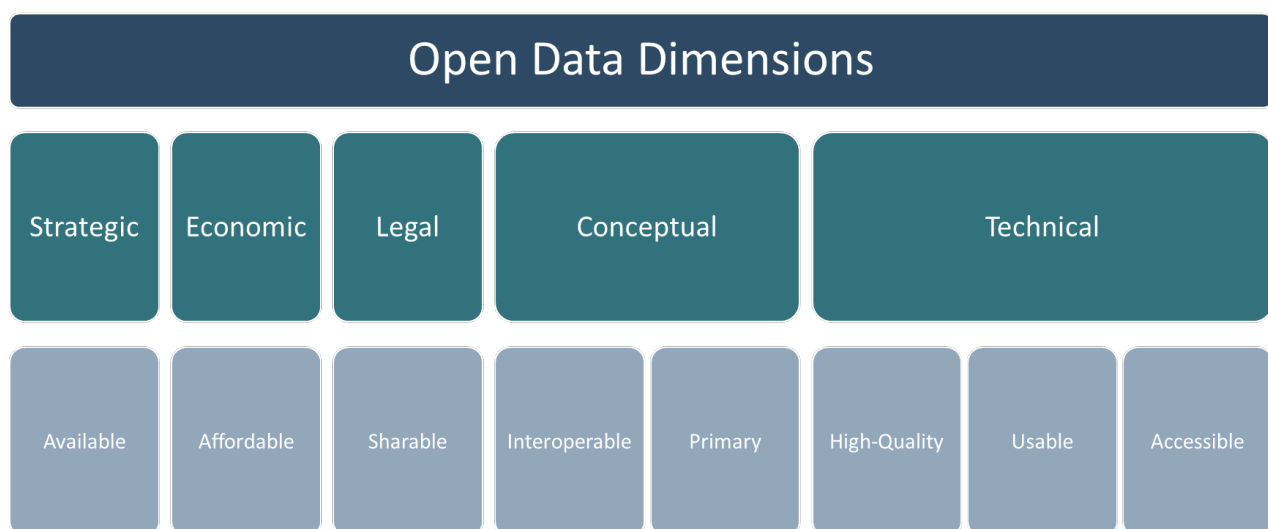 Open Data Dimensions
Strategic
Economic
Legal
Conceptual
Technical
Available
Affordable
Sharable
Interoperable
Primary
High-Quality
Usable
Accessible